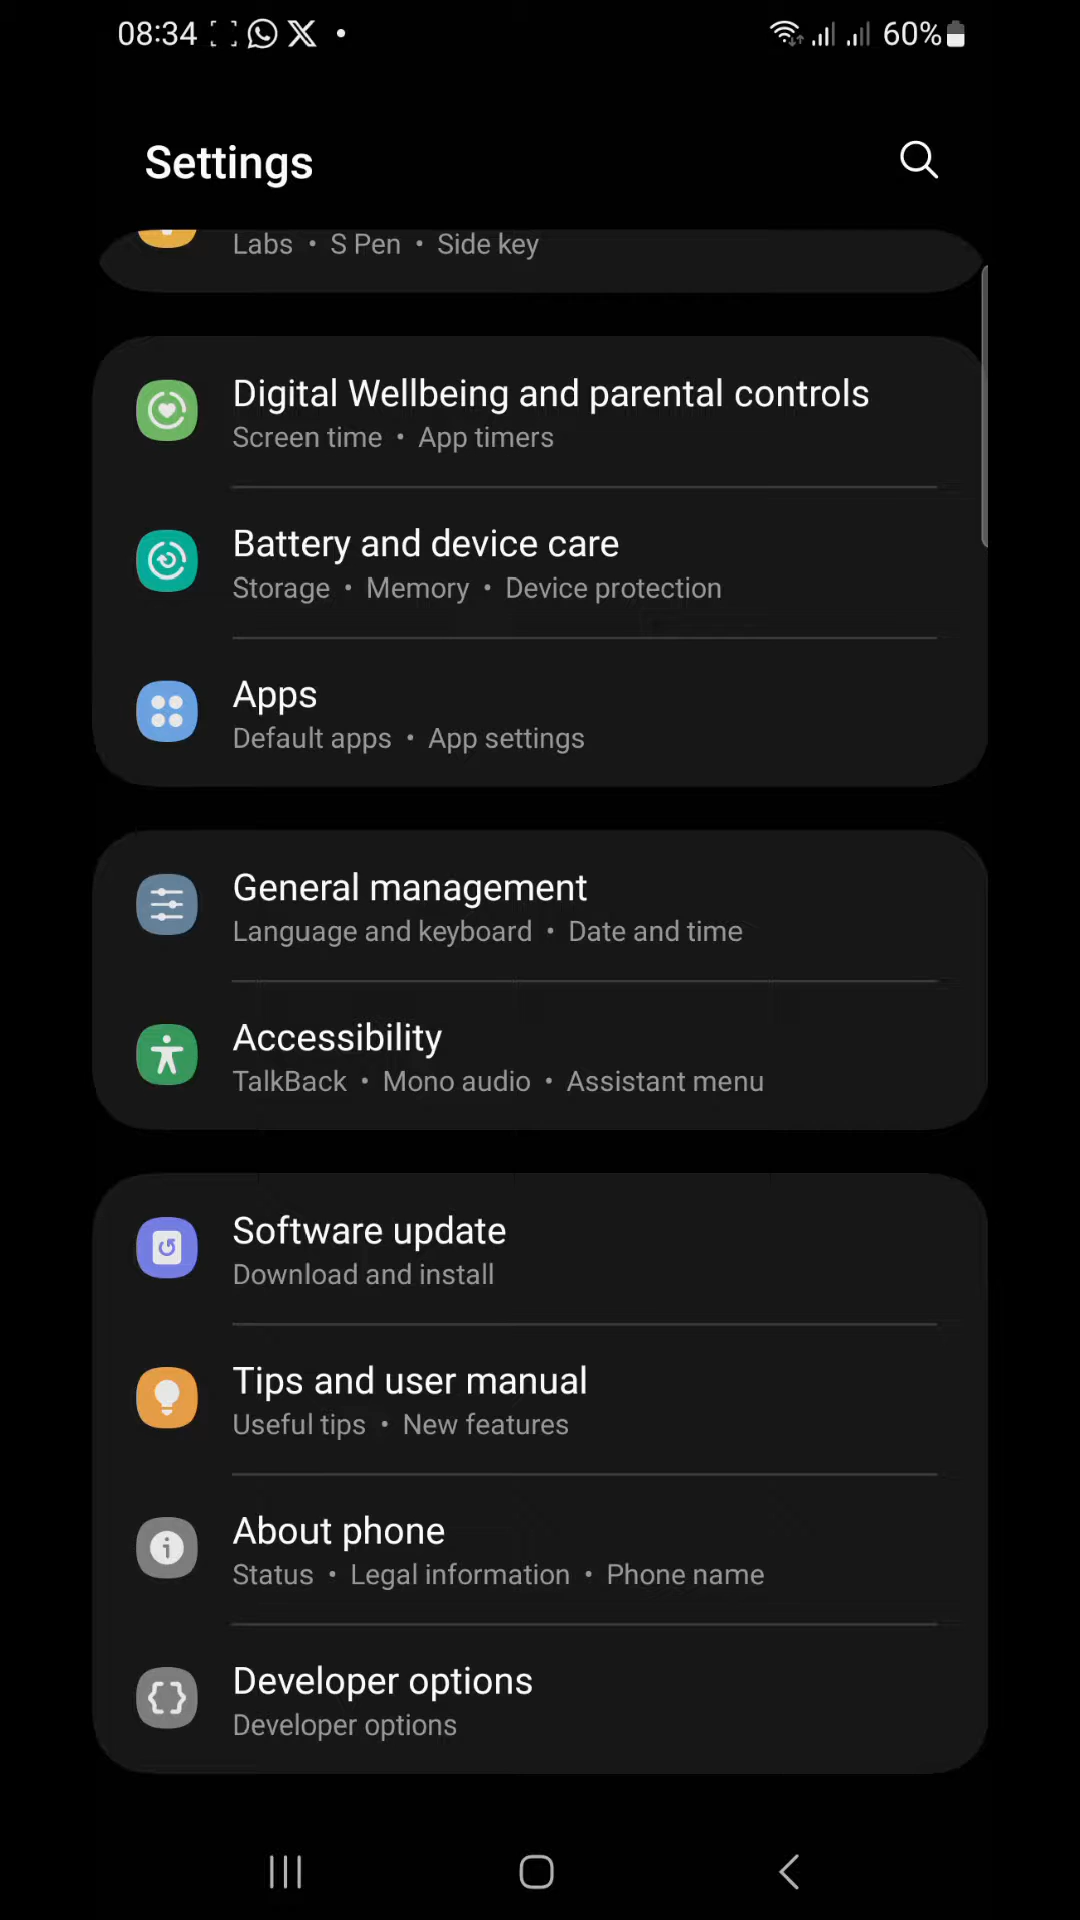 08:34
60%
Settings
Labs • S Pen • Side key
Digital Wellbeing and parental controls
Screen time • App timers
Battery and device care
Storage • Memory • Device protection
Apps
Default apps • App settings
General management
Language and keyboard • Date and time
Accessibility
TalkBack • Mono audio • Assistant menu
Software update
Download and install
Tips and user manual
Useful tips • New features
About phone
Status • Legal information • Phone name
Developer options
Developer options